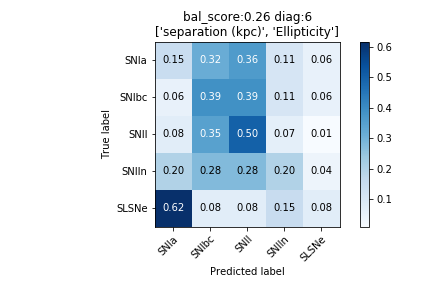 bal_score:0.26 diag:6
['separation (kpc)', 'Ellipticity']
SNIa 0.15 0.32 0.36 0.11 0.06
SNIbc 0.06 0.39 0.39 0.11 0.06
SNII 0.08 0.35 0.50 0.07 0.01
SNIIn 0.20 0.28 0.28 0.20 0.04
SLSNe 0.62 0.08 0.08 0.15 0.08
SNIa SNIbc SNII SNIIn SLSNe
Predicted label
True label
0.6
0.5
0.4
0.3
0.2
0.1